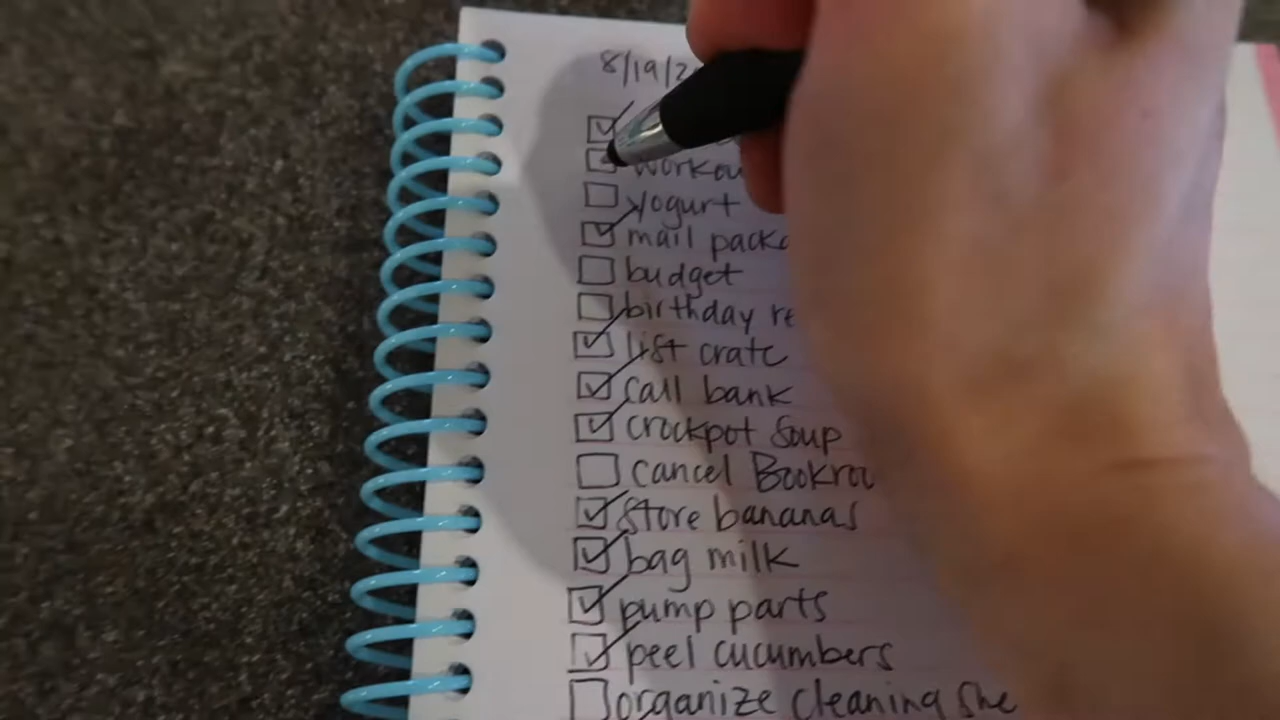 8/19/2
workou
yogurt
mail packa
budget
birthday re
list crate
call bank
crockpot soup
cancel Bookrou
store bananas
bag milk
pump parts
peel cucumbers
organize cleaning she